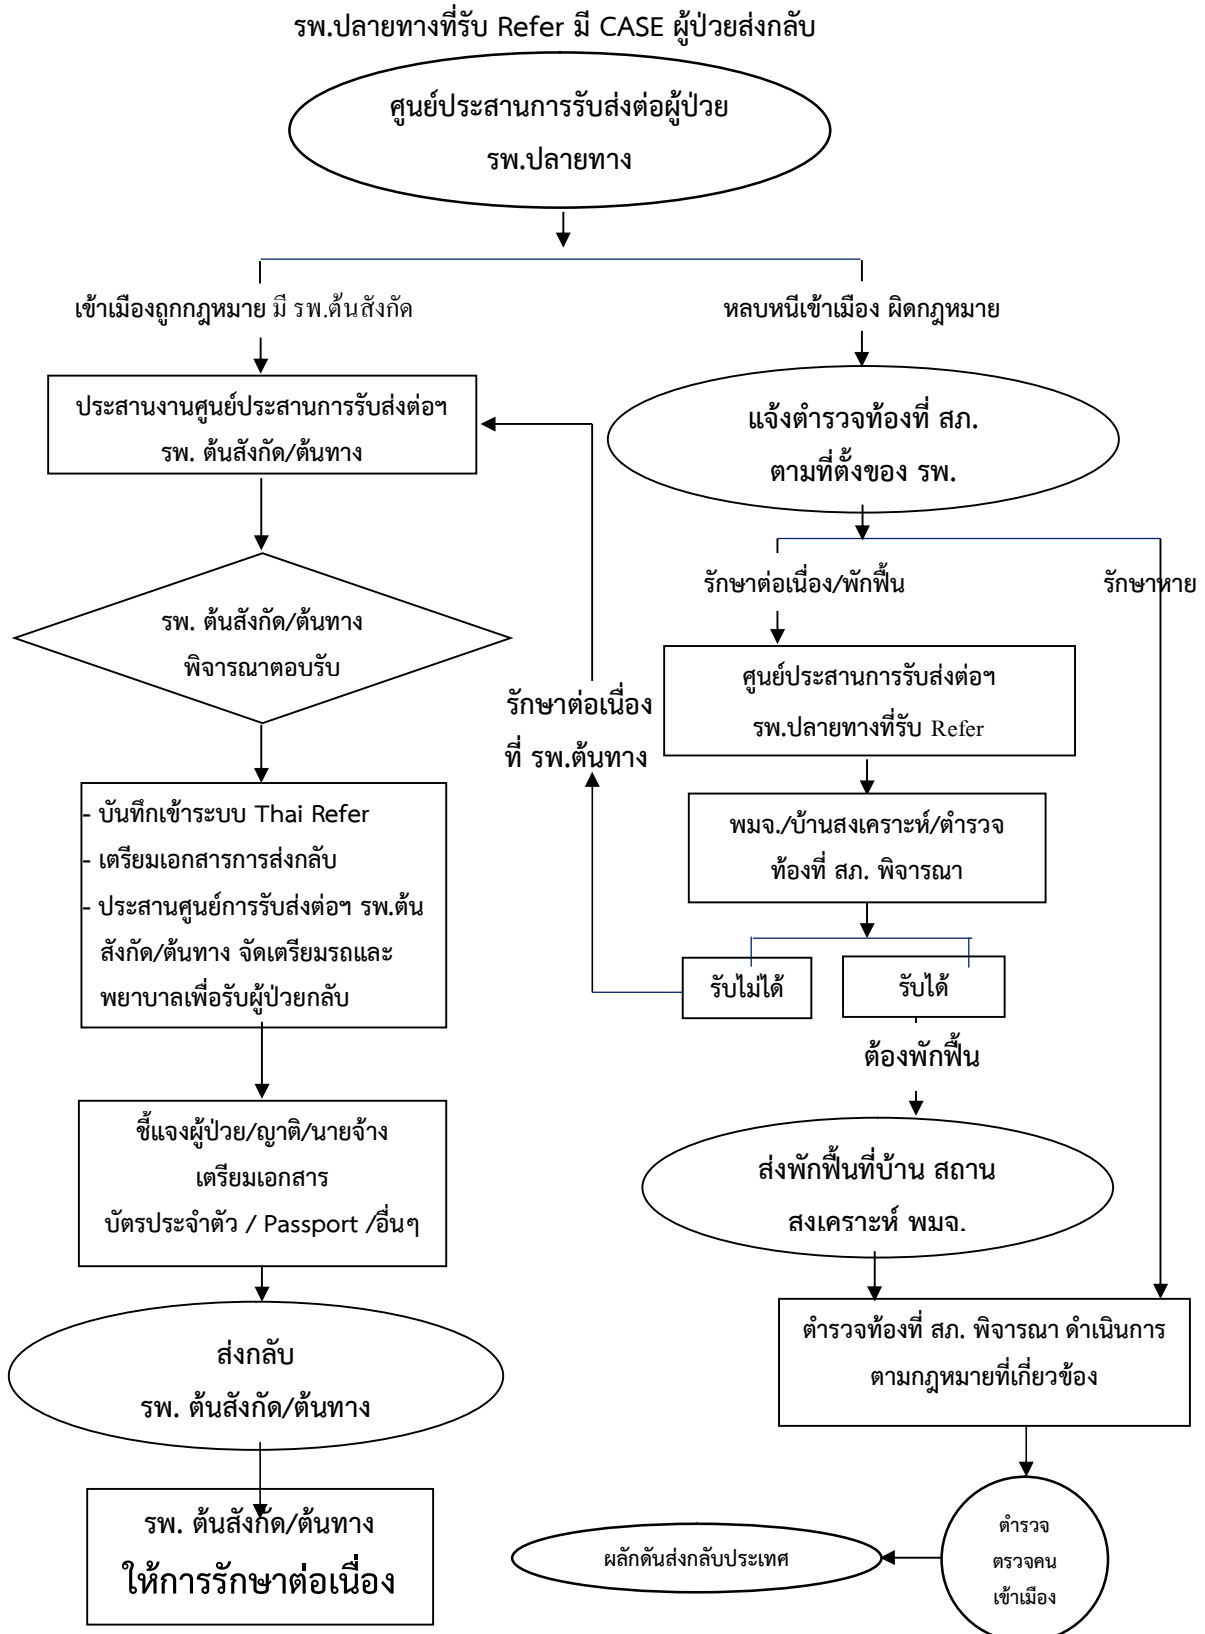 รพ.ปลายทางที่รับ Refer มี CASE ผู้ป่วยส่งกลับ
ศูนย์ประสานการรับส่งต่อผู้ป่วย
รพ.ปลายทาง
เข้าเมืองถูกกฎหมาย มี รพ.ต้นสังกัด
หลบหนีเข้าเมือง ผิดกฎหมาย
ประสานงานศูนย์ประสานการรับส่งต่อฯ
รพ. ต้นสังกัด/ต้นทาง
แจ้งตำรวจท้องที่ สภ.
ตามที่ตั้งของ รพ.
รักษาต่อเนื่อง/พักฟื้น
รักษาหาย
รพ. ต้นสังกัด/ต้นทาง
พิจารณาตอบรับ
ศูนย์ประสานการรับส่งต่อฯ
รพ.ปลายทางที่รับ Refer
รักษาต่อเนื่อง
ที่ รพ.ต้นทาง
- บันทึกเข้าระบบ Thai Refer
- เตรียมเอกสารการส่งกลับ
- ประสานศูนย์การรับส่งต่อฯ รพ.ต้น
สังกัด/ต้นทาง จัดเตรียมรถและ
พยาบาลเพื่อรับผู้ป่วยกลับ
พมจ./บ้านสงเคราะห์/ตำรวจ
ท้องที่ สภ. พิจารณา
รับไม่ได้
รับได้
ต้องพักฟื้น
ชี้แจงผู้ป่วย/ญาติ/นายจ้าง
เตรียมเอกสาร
บัตรประจำตัว / Passport /อื่นๆ
ส่งพักฟื้นที่บ้าน สถาน
สงเคราะห์ พมจ.
ส่งกลับ
รพ. ต้นสังกัด/ต้นทาง
ตำรวจท้องที่ สภ. พิจารณา ดำเนินการ
ตามกฎหมายที่เกี่ยวข้อง
รพ. ต้นสังกัด/ต้นทาง
ให้การรักษาต่อเนื่อง
ผลักดันส่งกลับประเทศ
ตำรวจ
ตรวจคน
เข้าเมือง